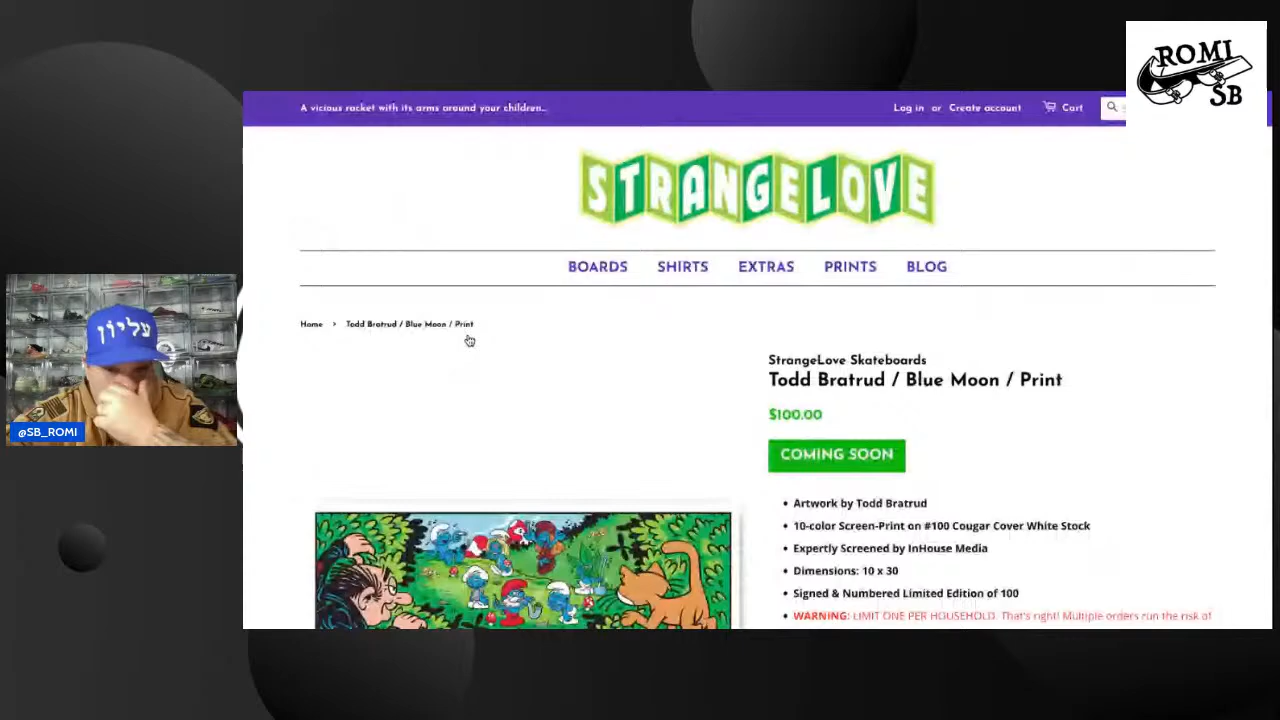 ROMI
SB
A vicious racket with its arms around your children...
Log in or Create account
Cart
STRANGELOVE
BOARDS
SHIRTS
EXTRAS
PRINTS
BLOG
Home › Todd Bratrud / Blue Moon / Print
StrangeLove Skateboards
Todd Bratrud / Blue Moon / Print
$100.00
COMING SOON
• Artwork by Todd Bratrud
• 10-color Screen-Print on #100 Cougar Cover White Stock
• Expertly Screened by InHouse Media
• Dimensions: 10 x 30
• Signed & Numbered Limited Edition of 100
• WARNING: LIMIT ONE PER HOUSEHOLD. That's right! Multiple orders run the risk of
עליון
@SB_ROMI